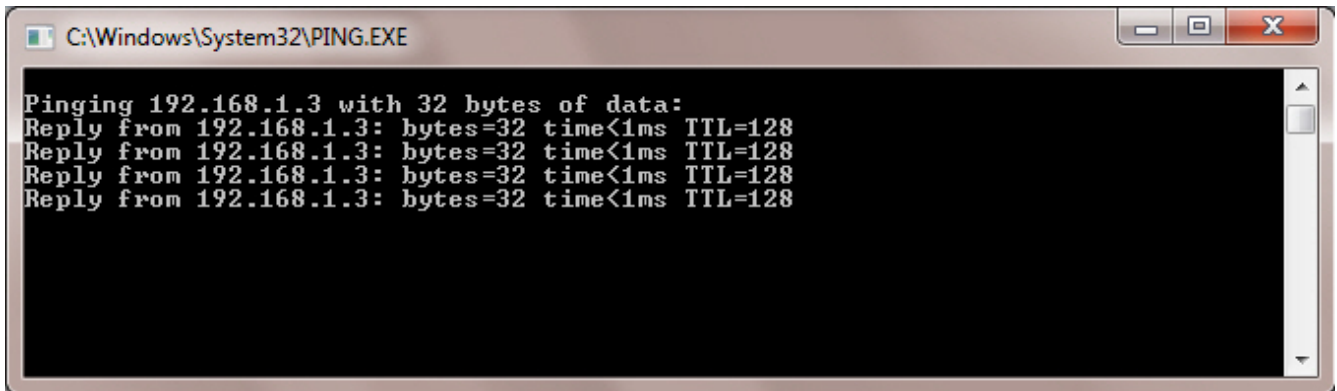 C:\Windows\System32\PING.EXE
Pinging 192.168.1.3 with 32 bytes of data:
Reply from 192.168.1.3: bytes=32 time<1ms TTL=128
Reply from 192.168.1.3: bytes=32 time<1ms TTL=128
Reply from 192.168.1.3: bytes=32 time<1ms TTL=128
Reply from 192.168.1.3: bytes=32 time<1ms TTL=128